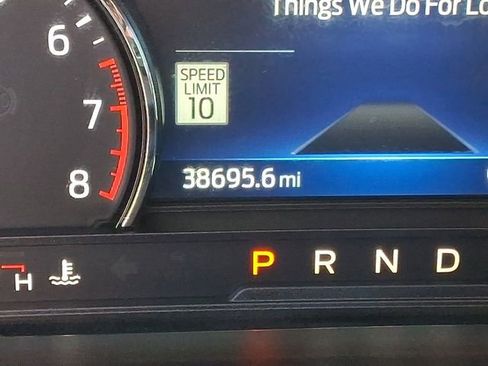 Things We Do For Lo
6
SPEED
LIMIT
10
7
8
38695.6 mi
H
P R N D